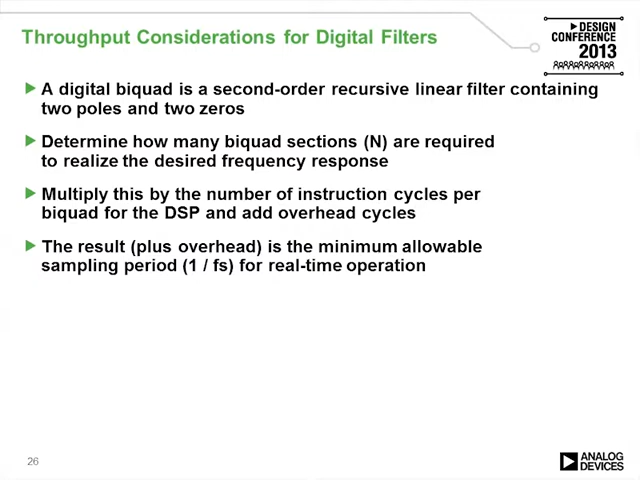 Throughput Considerations for Digital Filters
DESIGN
CONFERENCE
2013
A digital biquad is a second-order recursive linear filter containing
two poles and two zeros
Determine how many biquad sections (N) are required
to realize the desired frequency response
Multiply this by the number of instruction cycles per
biquad for the DSP and add overhead cycles
The result (plus overhead) is the minimum allowable
sampling period (1 / fs) for real-time operation
26
ANALOG
DEVICES